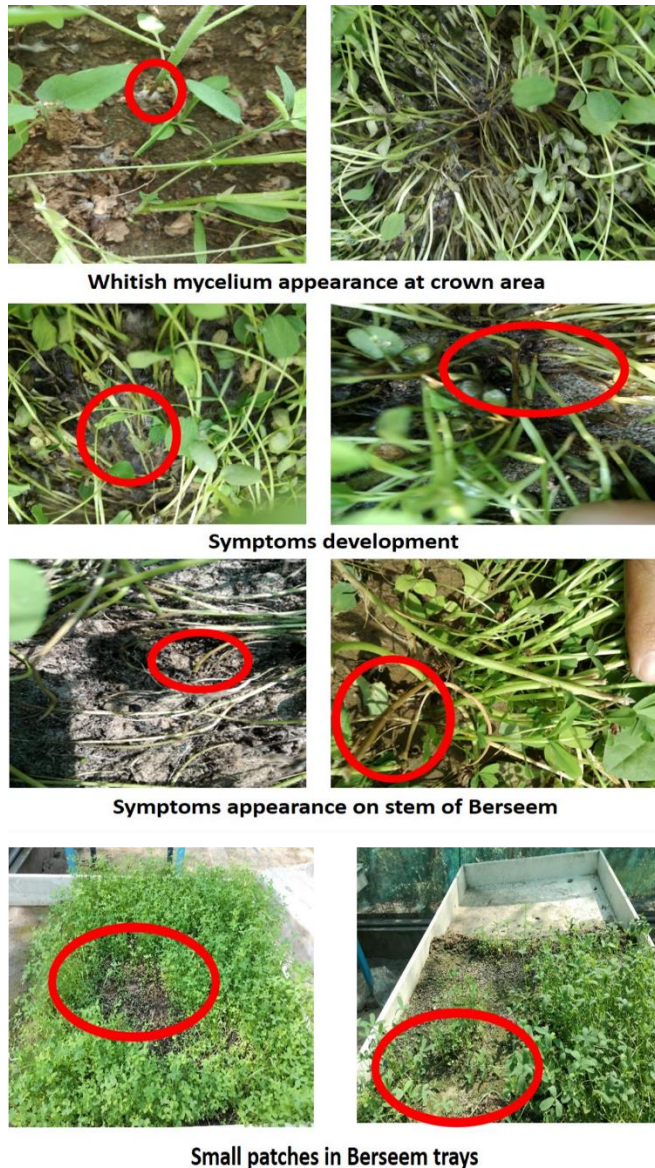 Whitish mycelium appearance at crown area
Symptoms development
Symptoms appearance on stem of Berseem
Small patches in Berseem trays